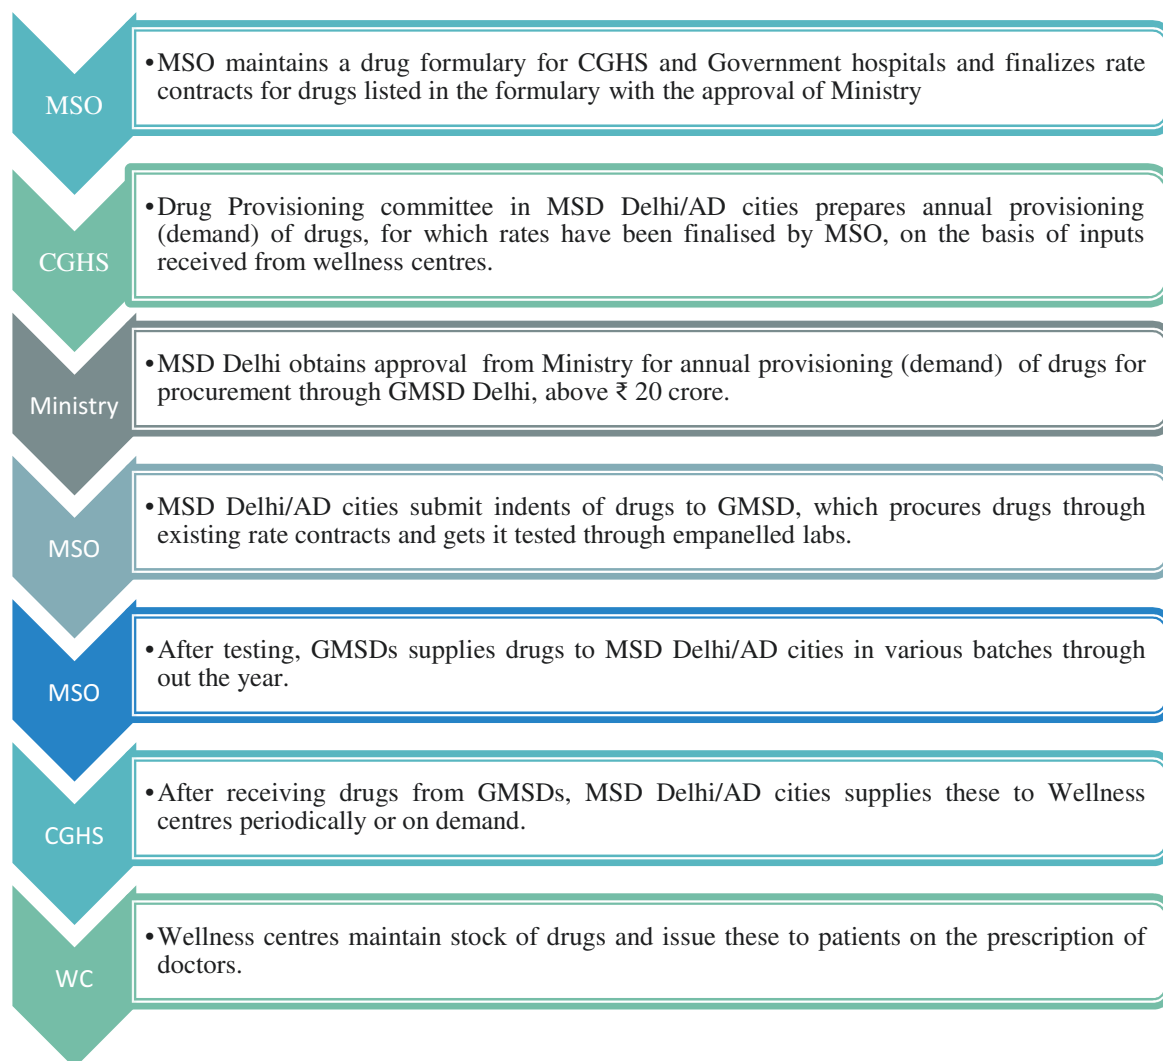 MSO
•MSO maintains a drug formulary for CGHS and Government hospitals and finalizes rate
contracts for drugs listed in the formulary with the approval of Ministry
CGHS
•Drug Provisioning committee in MSD Delhi/AD cities prepares annual provisioning
(demand) of drugs, for which rates have been finalised by MSO, on the basis of inputs
received from wellness centres.
Ministry
•MSD Delhi obtains approval from Ministry for annual provisioning (demand) of drugs for
procurement through GMSD Delhi, above ₹ 20 crore.
MSO
•MSD Delhi/AD cities submit indents of drugs to GMSD, which procures drugs through
existing rate contracts and gets it tested through empanelled labs.
MSO
•After testing, GMSDs supplies drugs to MSD Delhi/AD cities in various batches through
out the year.
CGHS
•After receiving drugs from GMSDs, MSD Delhi/AD cities supplies these to Wellness
centres periodically or on demand.
WC
•Wellness centres maintain stock of drugs and issue these to patients on the prescription of
doctors.